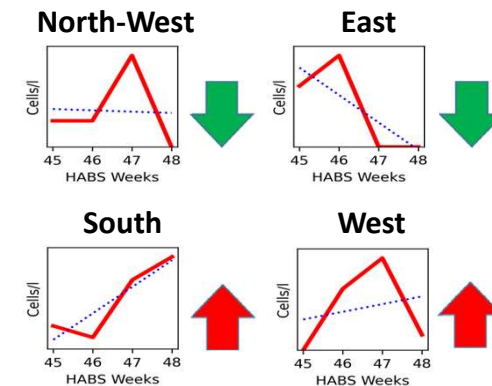 North-West
Cells/l
45 46 47 48
HABS Weeks
East
Cells/l
45 46 47 48
HABS Weeks
South
Cells/l
45 46 47 48
HABS Weeks
West
Cells/l
45 46 47 48
HABS Weeks